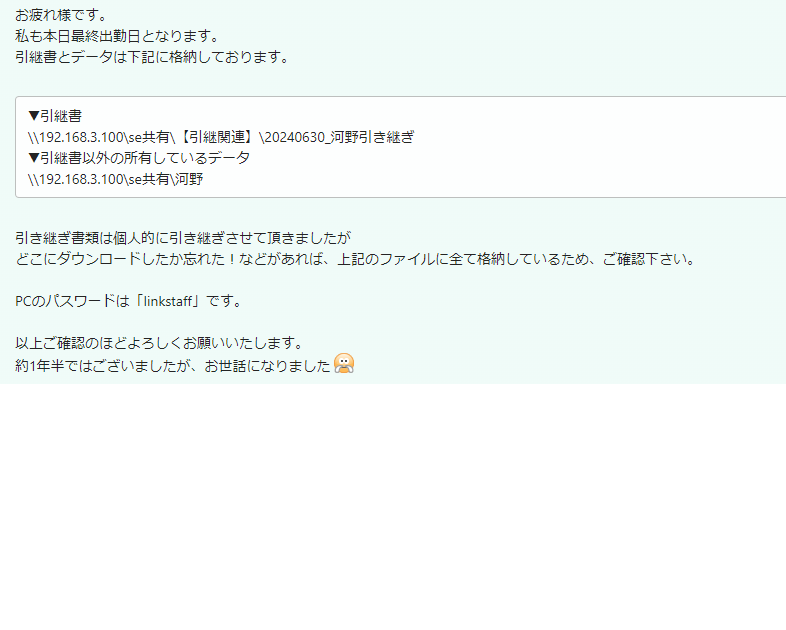 お疲れ様です。
私も本日最終出勤日となります。
引継書とデータは下記に格納しております。
▼引継書
\\192.168.3.100\se共有\【引継関連】\20240630_河野引き継ぎ
▼引継書以外の所有しているデータ
\\192.168.3.100\se共有\河野
引き継ぎ書類は個人的に引き継ぎさせて頂きましたが
どこにダウンロードしたか忘れた！などがあれば、上記のファイルに全て格納しているため、ご確認下さい。
PCのパスワードは「linkstaff」です。
以上ご確認のほどよろしくお願いいたします。
約1年半ではございましたが、お世話になりました